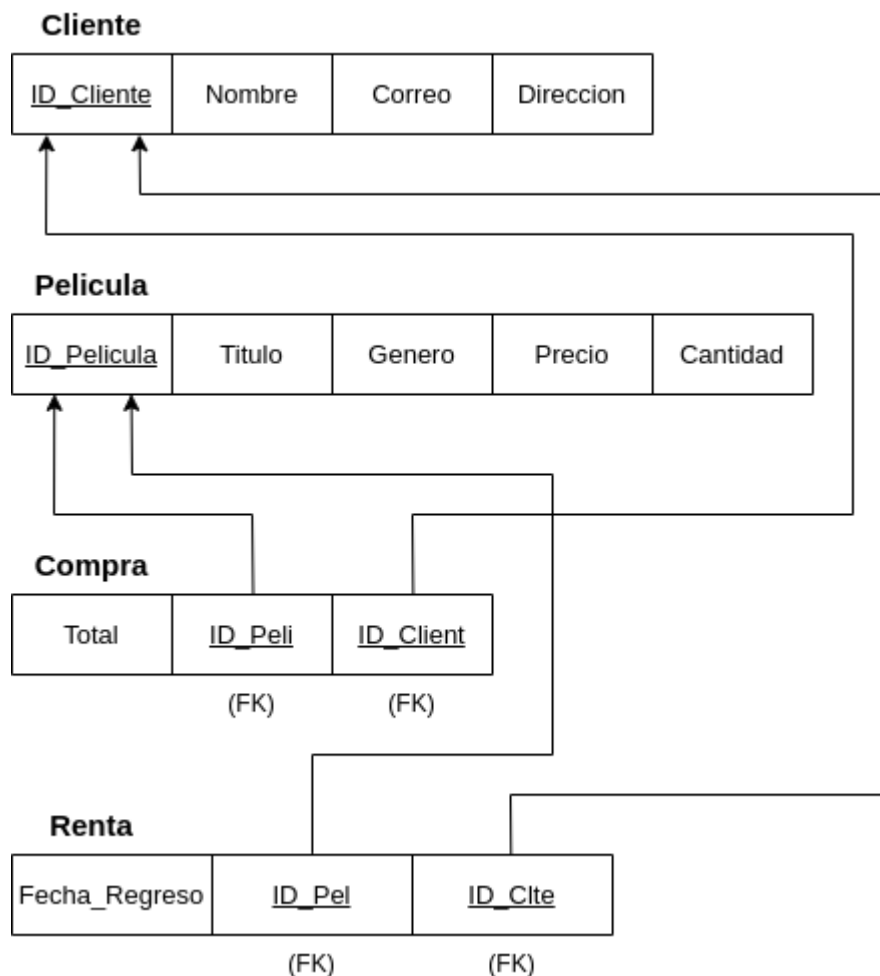 Cliente
ID_Cliente Nombre Correo Direccion
Pelicula
ID_Pelicula Titulo Genero Precio Cantidad
Compra
Total ID_Peli ID_Client
(FK) (FK)
Renta
Fecha_Regreso ID_Pel ID_Clte
(FK) (FK)